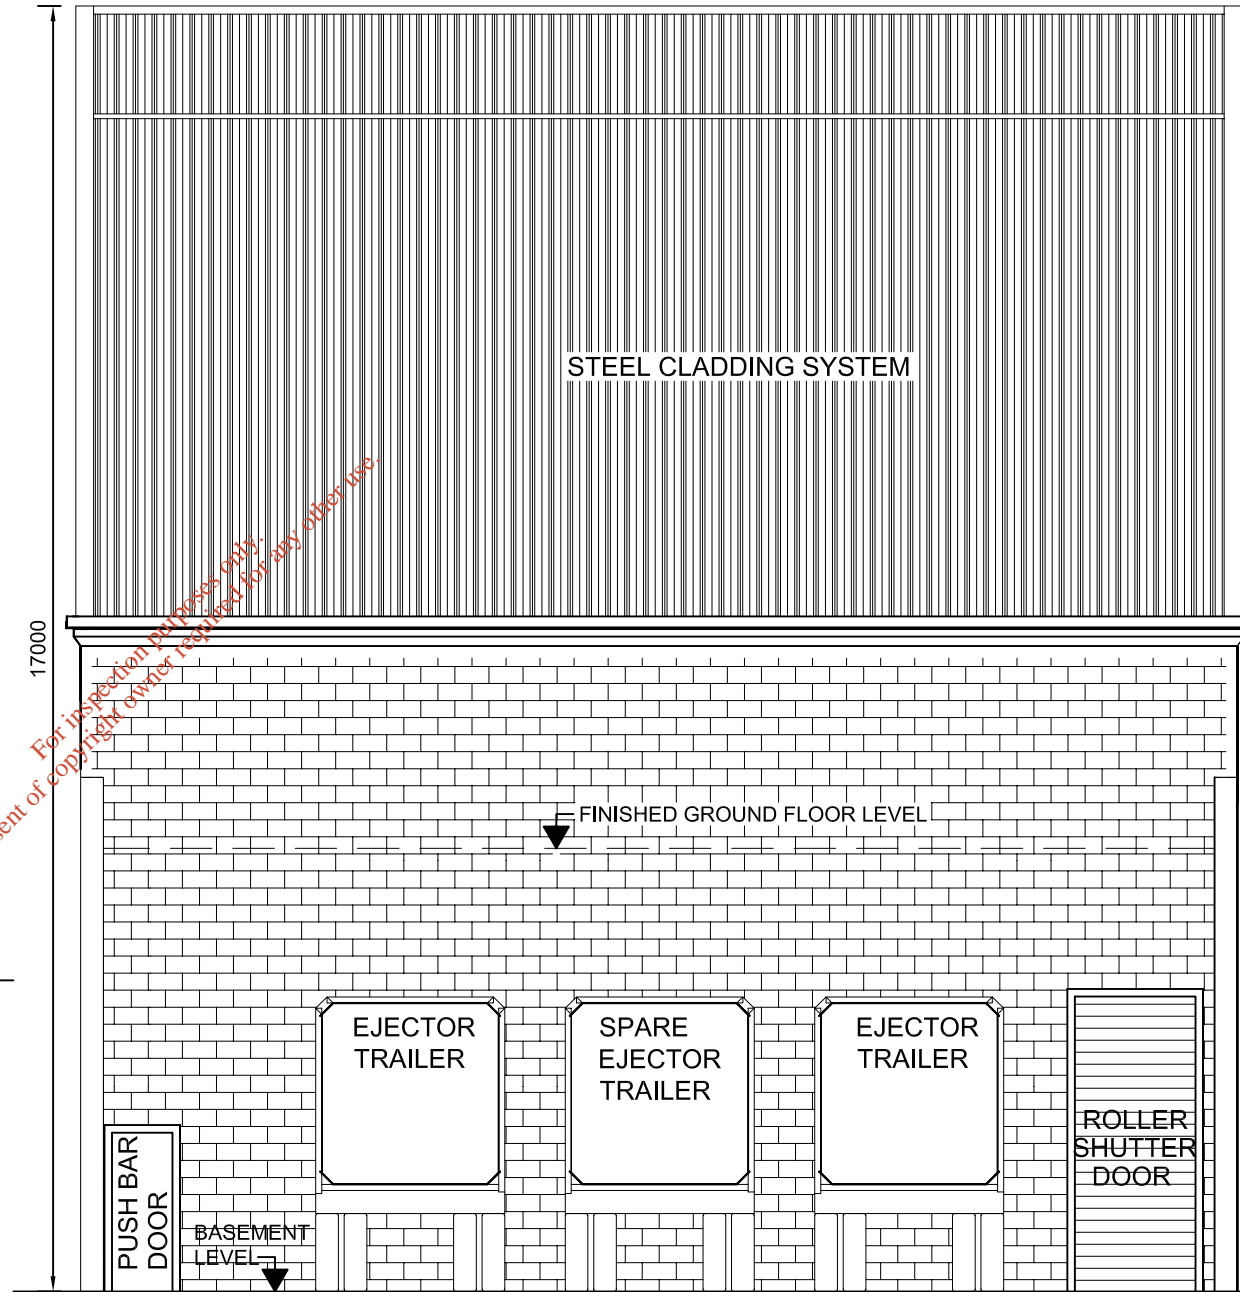 STEEL CLADDING SYSTEM
For inspection purposes only.
ent of copyright owner required for any other use.
17000
FINISHED GROUND FLOOR LEVEL
EJECTOR
TRAILER
SPARE
EJECTOR
TRAILER
EJECTOR
TRAILER
ROLLER
SHUTTER
DOOR
PUSH BAR
DOOR
BASEMENT
LEVEL